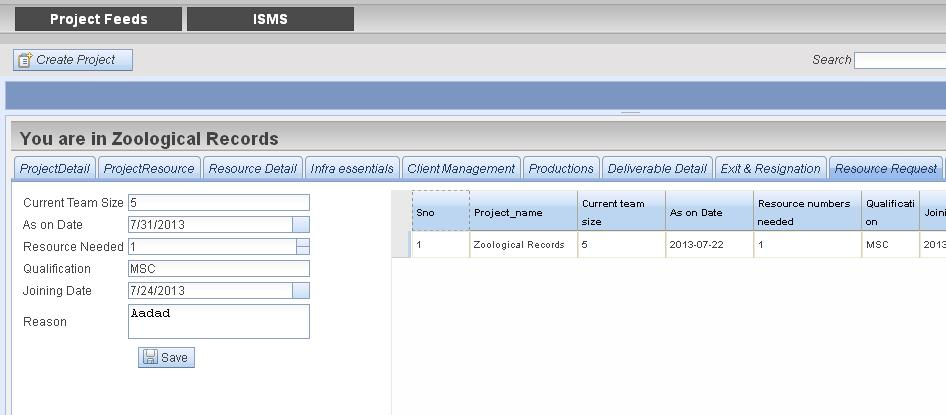 Project Feeds ISMS
Create Project Search
You are in Zoological Records
ProjectDetail ProjectResource Resource Detail Infra essentials Client Management Productions Deliverable Detail Exit & Resignation Resource Request
Current Team Size 5
As on Date 7/31/2013
Resource Needed 1
Qualification MSC
Joining Date 7/24/2013
Reason Aadad
Save
Sno Project_name Current team size As on Date Resource numbers needed Qualificati on Joini
1 Zoological Records 5 2013-07-22 1 MSC 2013